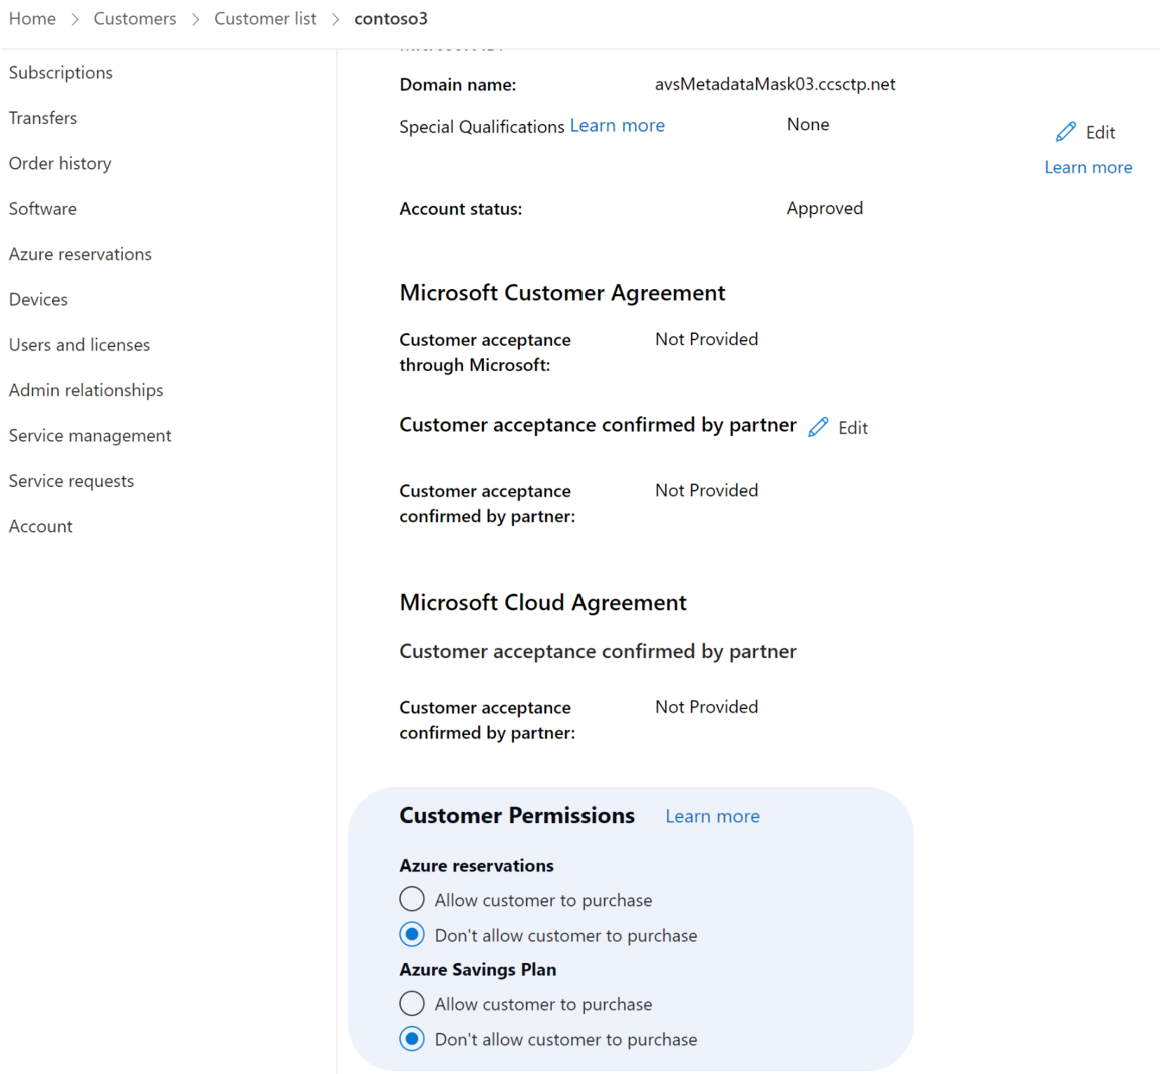 Home > Customers > Customer list > contoso3
Subscriptions
Transfers
Order history
Software
Azure reservations
Devices
Users and licenses
Admin relationships
Service management
Service requests
Account
Domain name: avsMetadataMask03.ccsctp.net
Special Qualifications Learn more None Edit
Learn more
Account status: Approved
Microsoft Customer Agreement
Customer acceptance Not Provided
through Microsoft:
Customer acceptance confirmed by partner Edit
Customer acceptance Not Provided
confirmed by partner:
Microsoft Cloud Agreement
Customer acceptance confirmed by partner
Customer acceptance Not Provided
confirmed by partner:
Customer Permissions Learn more
Azure reservations
Allow customer to purchase
Don't allow customer to purchase
Azure Savings Plan
Allow customer to purchase
Don't allow customer to purchase